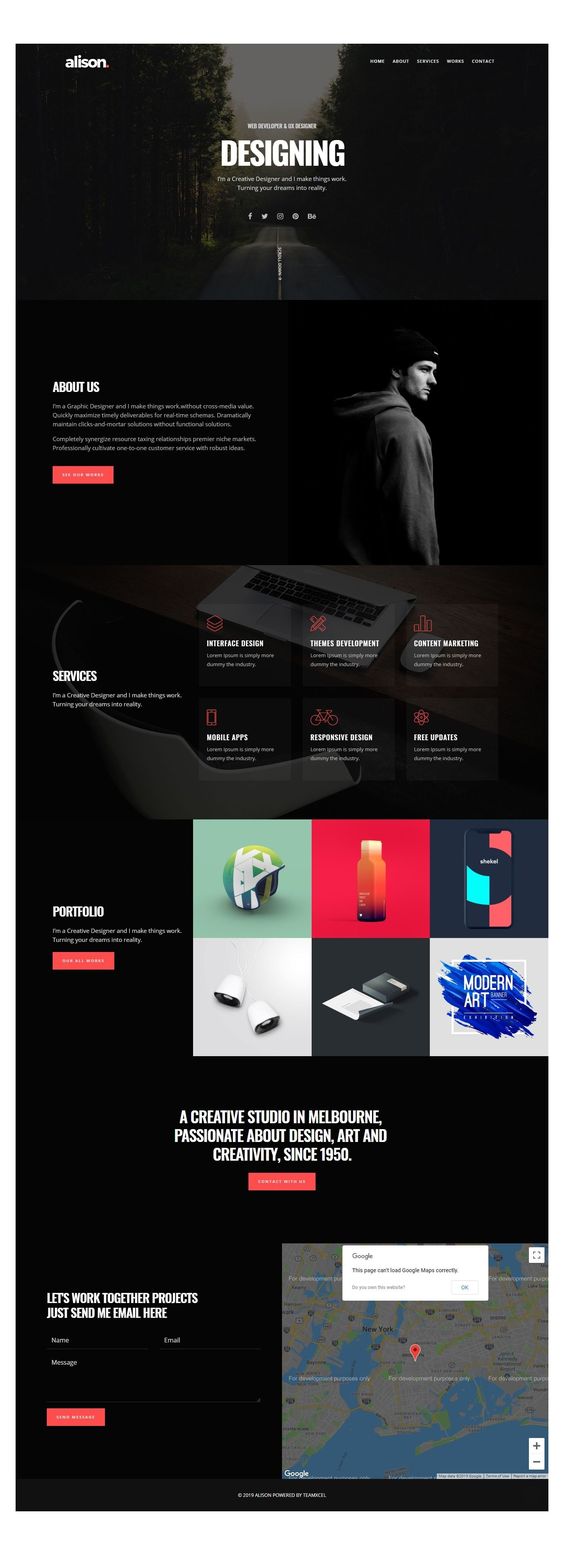 alison.
HOME ABOUT SERVICES WORKS CONTACT
WEB DEVELOPER & UX DESIGNER
DESIGNING
I'm a Creative Designer and I make things work.
Turning your dreams into reality.
SCROLL DOWN
ABOUT US
I'm a Graphic Designer and I make things work.without cross-media value.
Quickly maximize timely deliverables for real-time schemas. Dramatically
maintain clicks-and-mortar solutions without functional solutions.
Completely synergize resource taxing relationships premier niche markets.
Professionally cultivate one-to-one customer service with robust ideas.
SEE OUR WORKS
SERVICES
I'm a Creative Designer and I make things work.
Turning your dreams into reality.
INTERFACE DESIGN
Lorem Ipsum is simply more
dummy the industry.
THEMES DEVELOPMENT
Lorem Ipsum is simply more
dummy the industry.
CONTENT MARKETING
Lorem Ipsum is simply more
dummy the industry.
MOBILE APPS
Lorem Ipsum is simply more
dummy the industry.
RESPONSIVE DESIGN
Lorem Ipsum is simply more
dummy the industry.
FREE UPDATES
Lorem Ipsum is simply more
dummy the industry.
PORTFOLIO
I'm a Creative Designer and I make things work.
Turning your dreams into reality.
OUR ALL WORKS
shekel
MODERN
ART BANNER
EXHIBITION
A CREATIVE STUDIO IN MELBOURNE,
PASSIONATE ABOUT DESIGN, ART AND
CREATIVITY, SINCE 1950.
CONTACT WITH US
LET'S WORK TOGETHER PROJECTS
JUST SEND ME EMAIL HERE
Name Email
Message
SEND MESSAGE
Google
This page can't load Google Maps correctly.
Do you own this website? OK
For development purp
r development purposes only
New York
For development purposes only For development purposes only For development purpose
Google
Map data ©2019 Google Terms of Use Report a map error
© 2019 ALISON POWERED BY TEAMXCEL